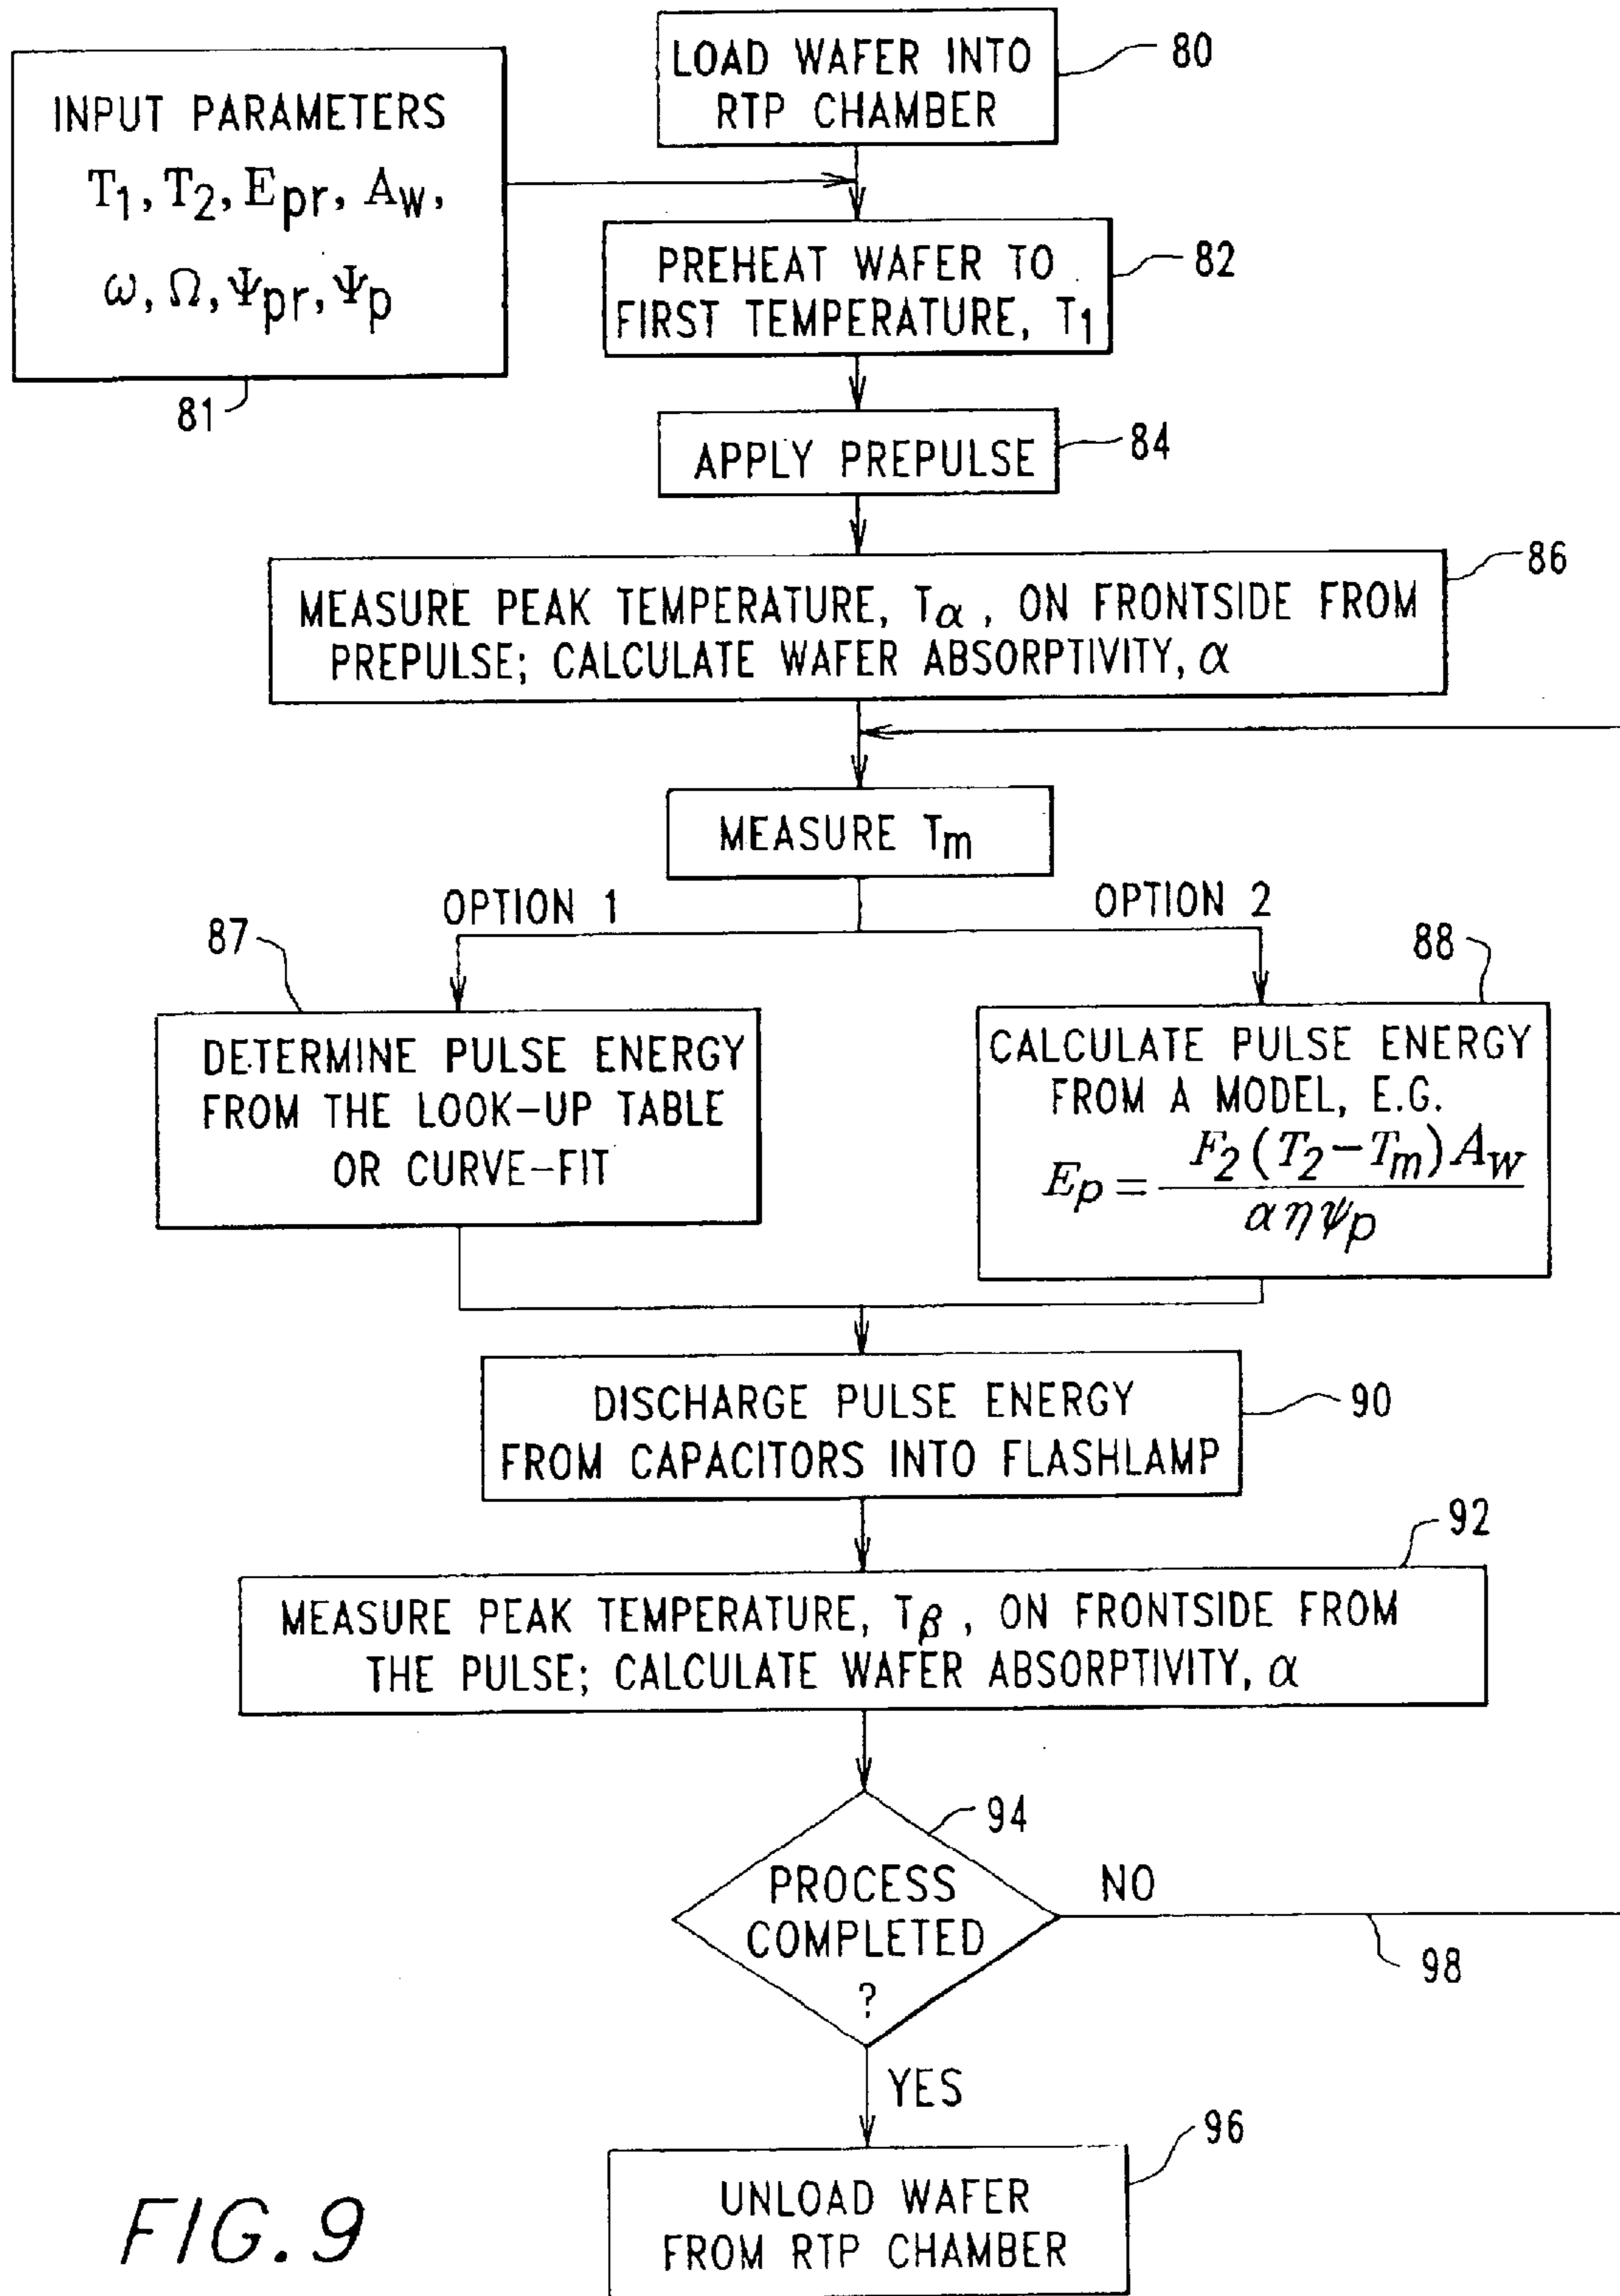 LOAD WAFER INTO
RTP CHAMBER
80
INPUT PARAMETERS
T1, T2, Epr, Aw,
ω, Ω, Ψpr, Ψp
81
PREHEAT WAFER TO
FIRST TEMPERATURE, T1
82
APPLY PREPULSE
84
MEASURE PEAK TEMPERATURE, Tα, ON FRONTSIDE FROM
PREPULSE; CALCULATE WAFER ABSORPTIVITY, α
86
MEASURE Tm
OPTION 1
OPTION 2
87
DETERMINE PULSE ENERGY
FROM THE LOOK-UP TABLE
OR CURVE-FIT
88
CALCULATE PULSE ENERGY
FROM A MODEL, E.G.
Ep = F2 (T2 - Tm) Aw / α η ψp
DISCHARGE PULSE ENERGY
FROM CAPACITORS INTO FLASHLAMP
90
92
MEASURE PEAK TEMPERATURE, Tβ, ON FRONTSIDE FROM
THE PULSE; CALCULATE WAFER ABSORPTIVITY, α
94
PROCESS
COMPLETED
?
NO
98
YES
96
UNLOAD WAFER
FROM RTP CHAMBER
FIG. 9